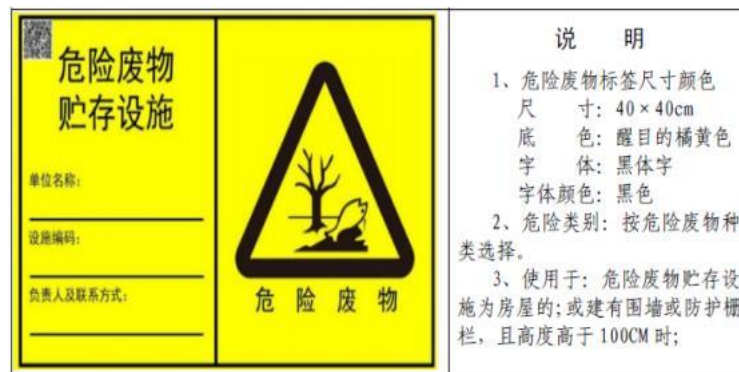 危险废物
贮存设施
单位名称：
设施编码：
负责人及联系方式：
危险废物
说 明
1、危险废物标签尺寸颜色
尺 寸：40×40cm
底 色：醒目的橘黄色
字 体：黑体字
字体颜色：黑色
2、危险类别：按危险废物种
类选择。
3、使用于：危险废物贮存设
施为房屋的；或建有围墙或防护栅
栏，且高度高于100CM时；